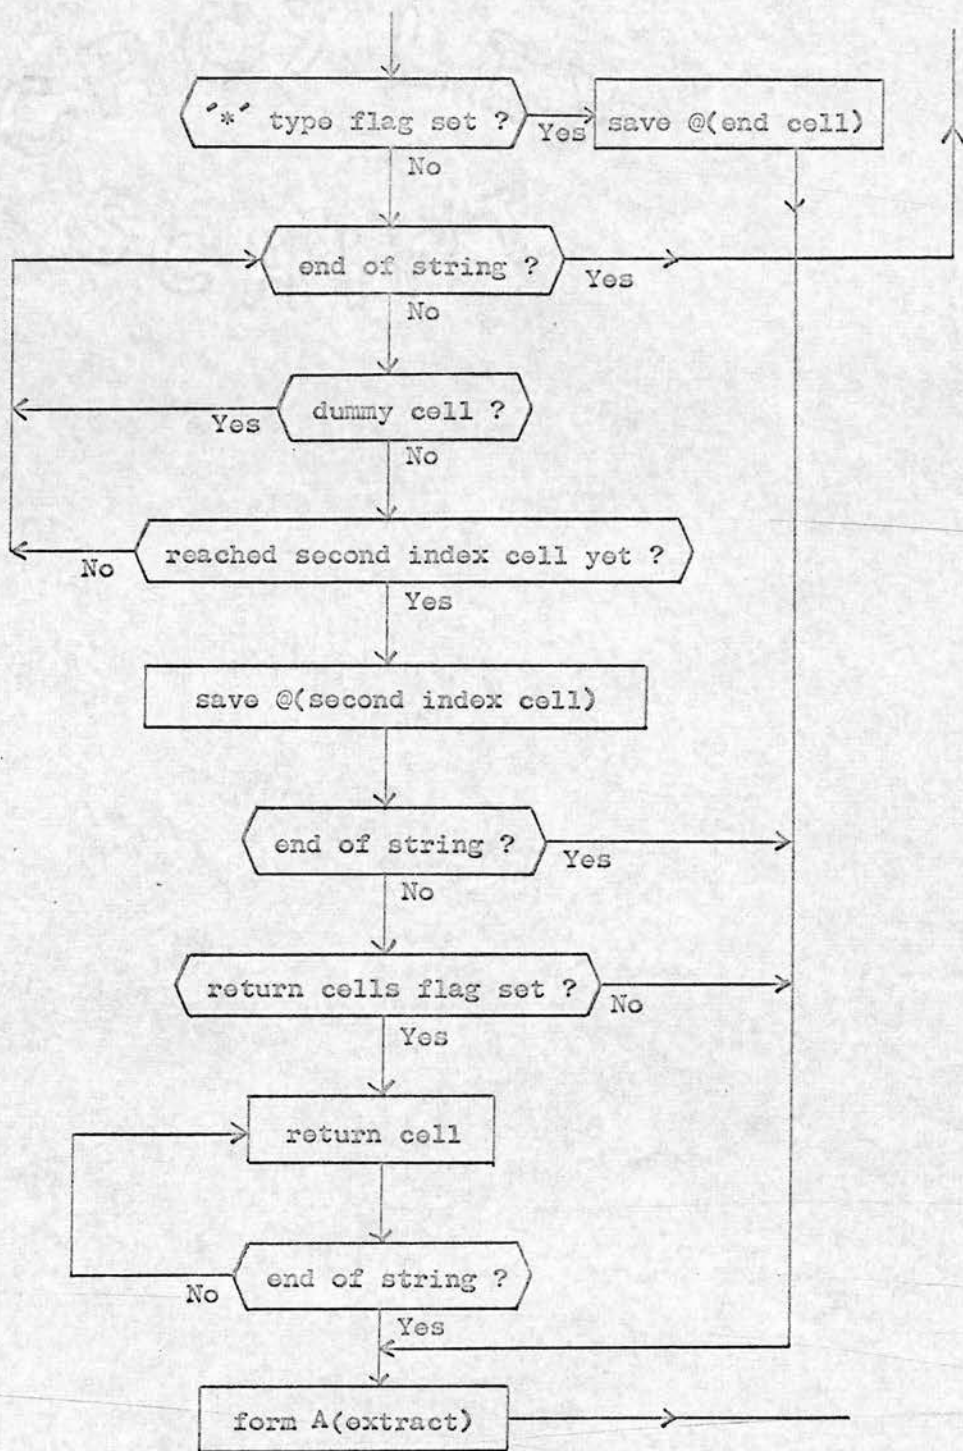 '*' type flag set ? Yes save @(end cell)
No
end of string ? Yes
No
dummy cell ?
Yes
No
reached second index cell yet ?
No
Yes
save @(second index cell)
end of string ?
Yes
No
return cells flag set ?
No
Yes
return cell
end of string ?
No
Yes
form A(extract)